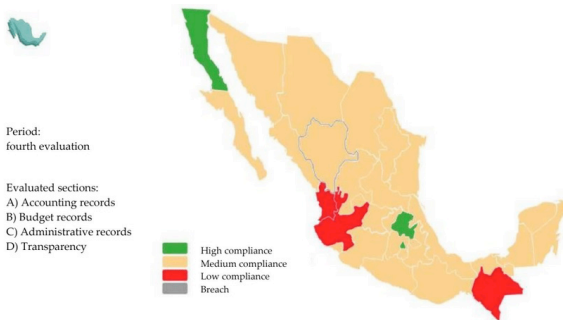 Period:
fourth evaluation
Evaluated sections:
A) Accounting records
B) Budget records
C) Administrative records
D) Transparency
High compliance
Medium compliance
Low compliance
Breach